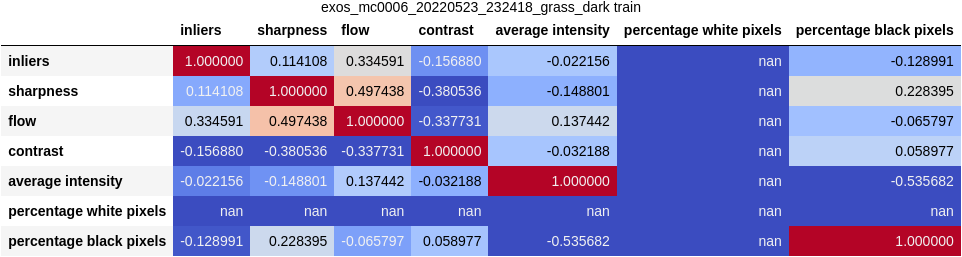 exos_mc0006_20220523_232418_grass_dark train
inliers sharpness flow contrast average intensity percentage white pixels percentage black pixels
inliers 1.000000 0.114108 0.334591 -0.156880 -0.022156 nan -0.128991
sharpness 0.114108 1.000000 0.497438 -0.380536 -0.148801 nan 0.228395
flow 0.334591 0.497438 1.000000 -0.337731 0.137442 nan -0.065797
contrast -0.156880 -0.380536 -0.337731 1.000000 -0.032188 nan 0.058977
average intensity -0.022156 -0.148801 0.137442 -0.032188 1.000000 nan -0.535682
percentage white pixels nan nan nan nan nan nan nan
percentage black pixels -0.128991 0.228395 -0.065797 0.058977 -0.535682 nan 1.000000